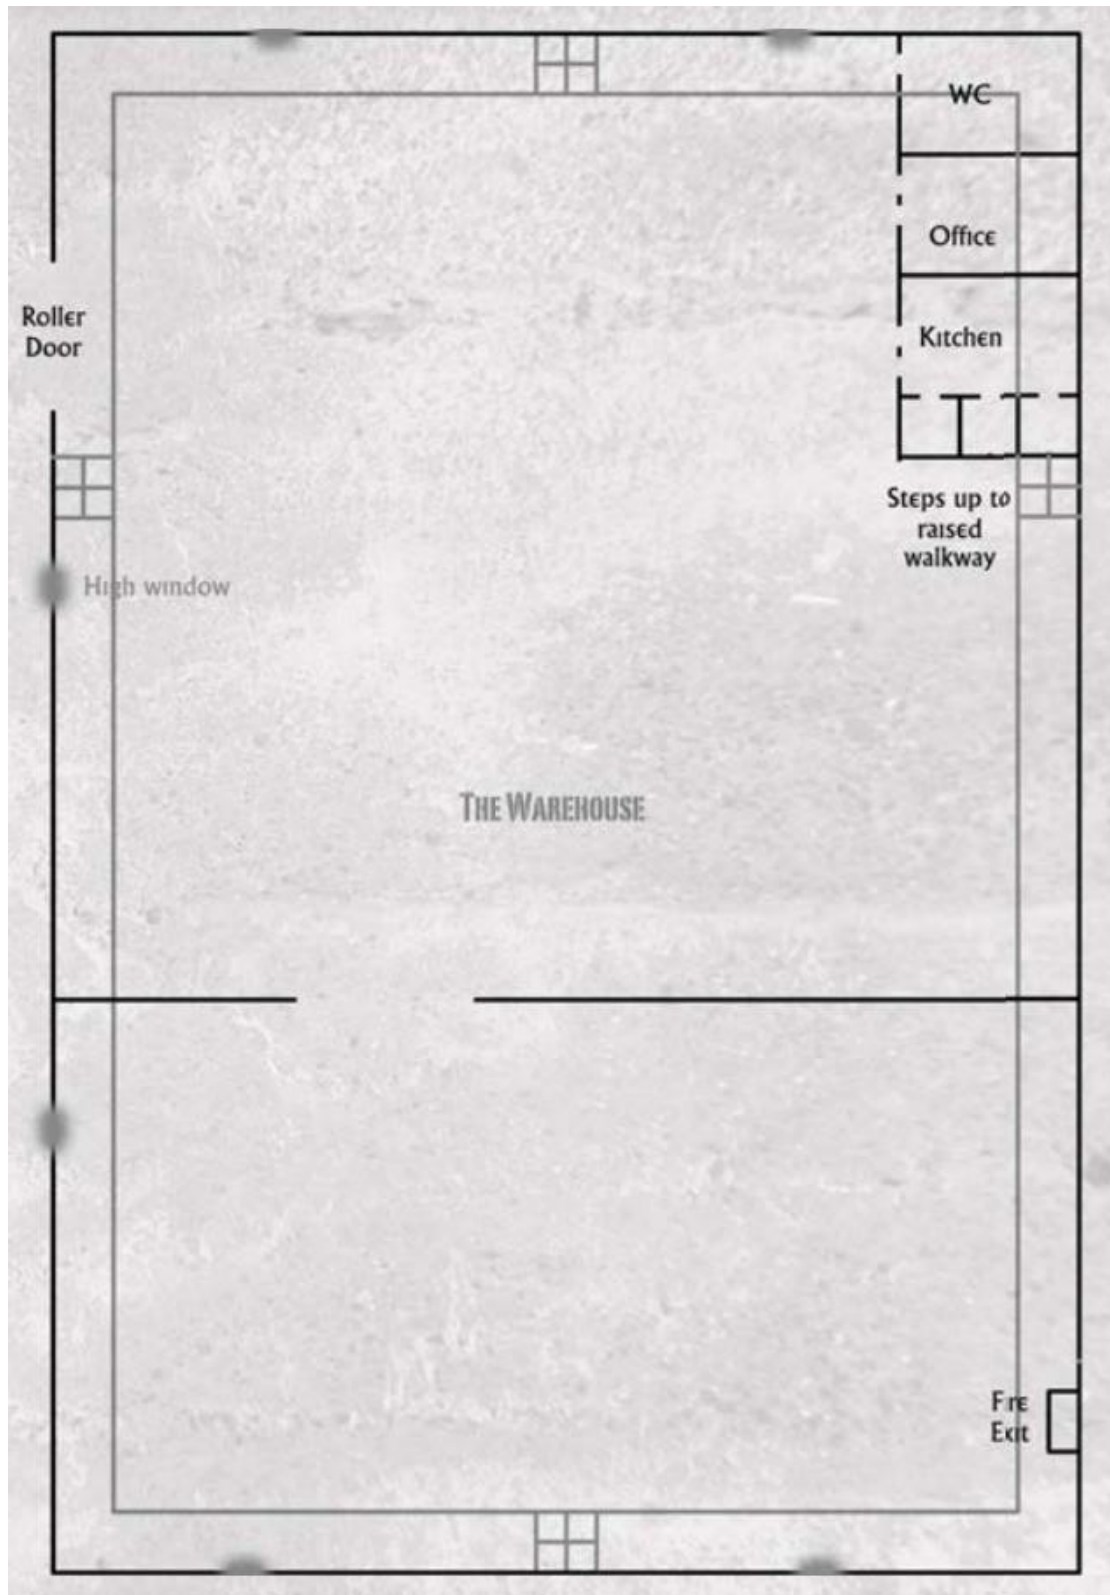 WC
Office
Roller
Door
Kitchen
Steps up to
raised
walkway
High window
THE WAREHOUSE
Fire
Exit